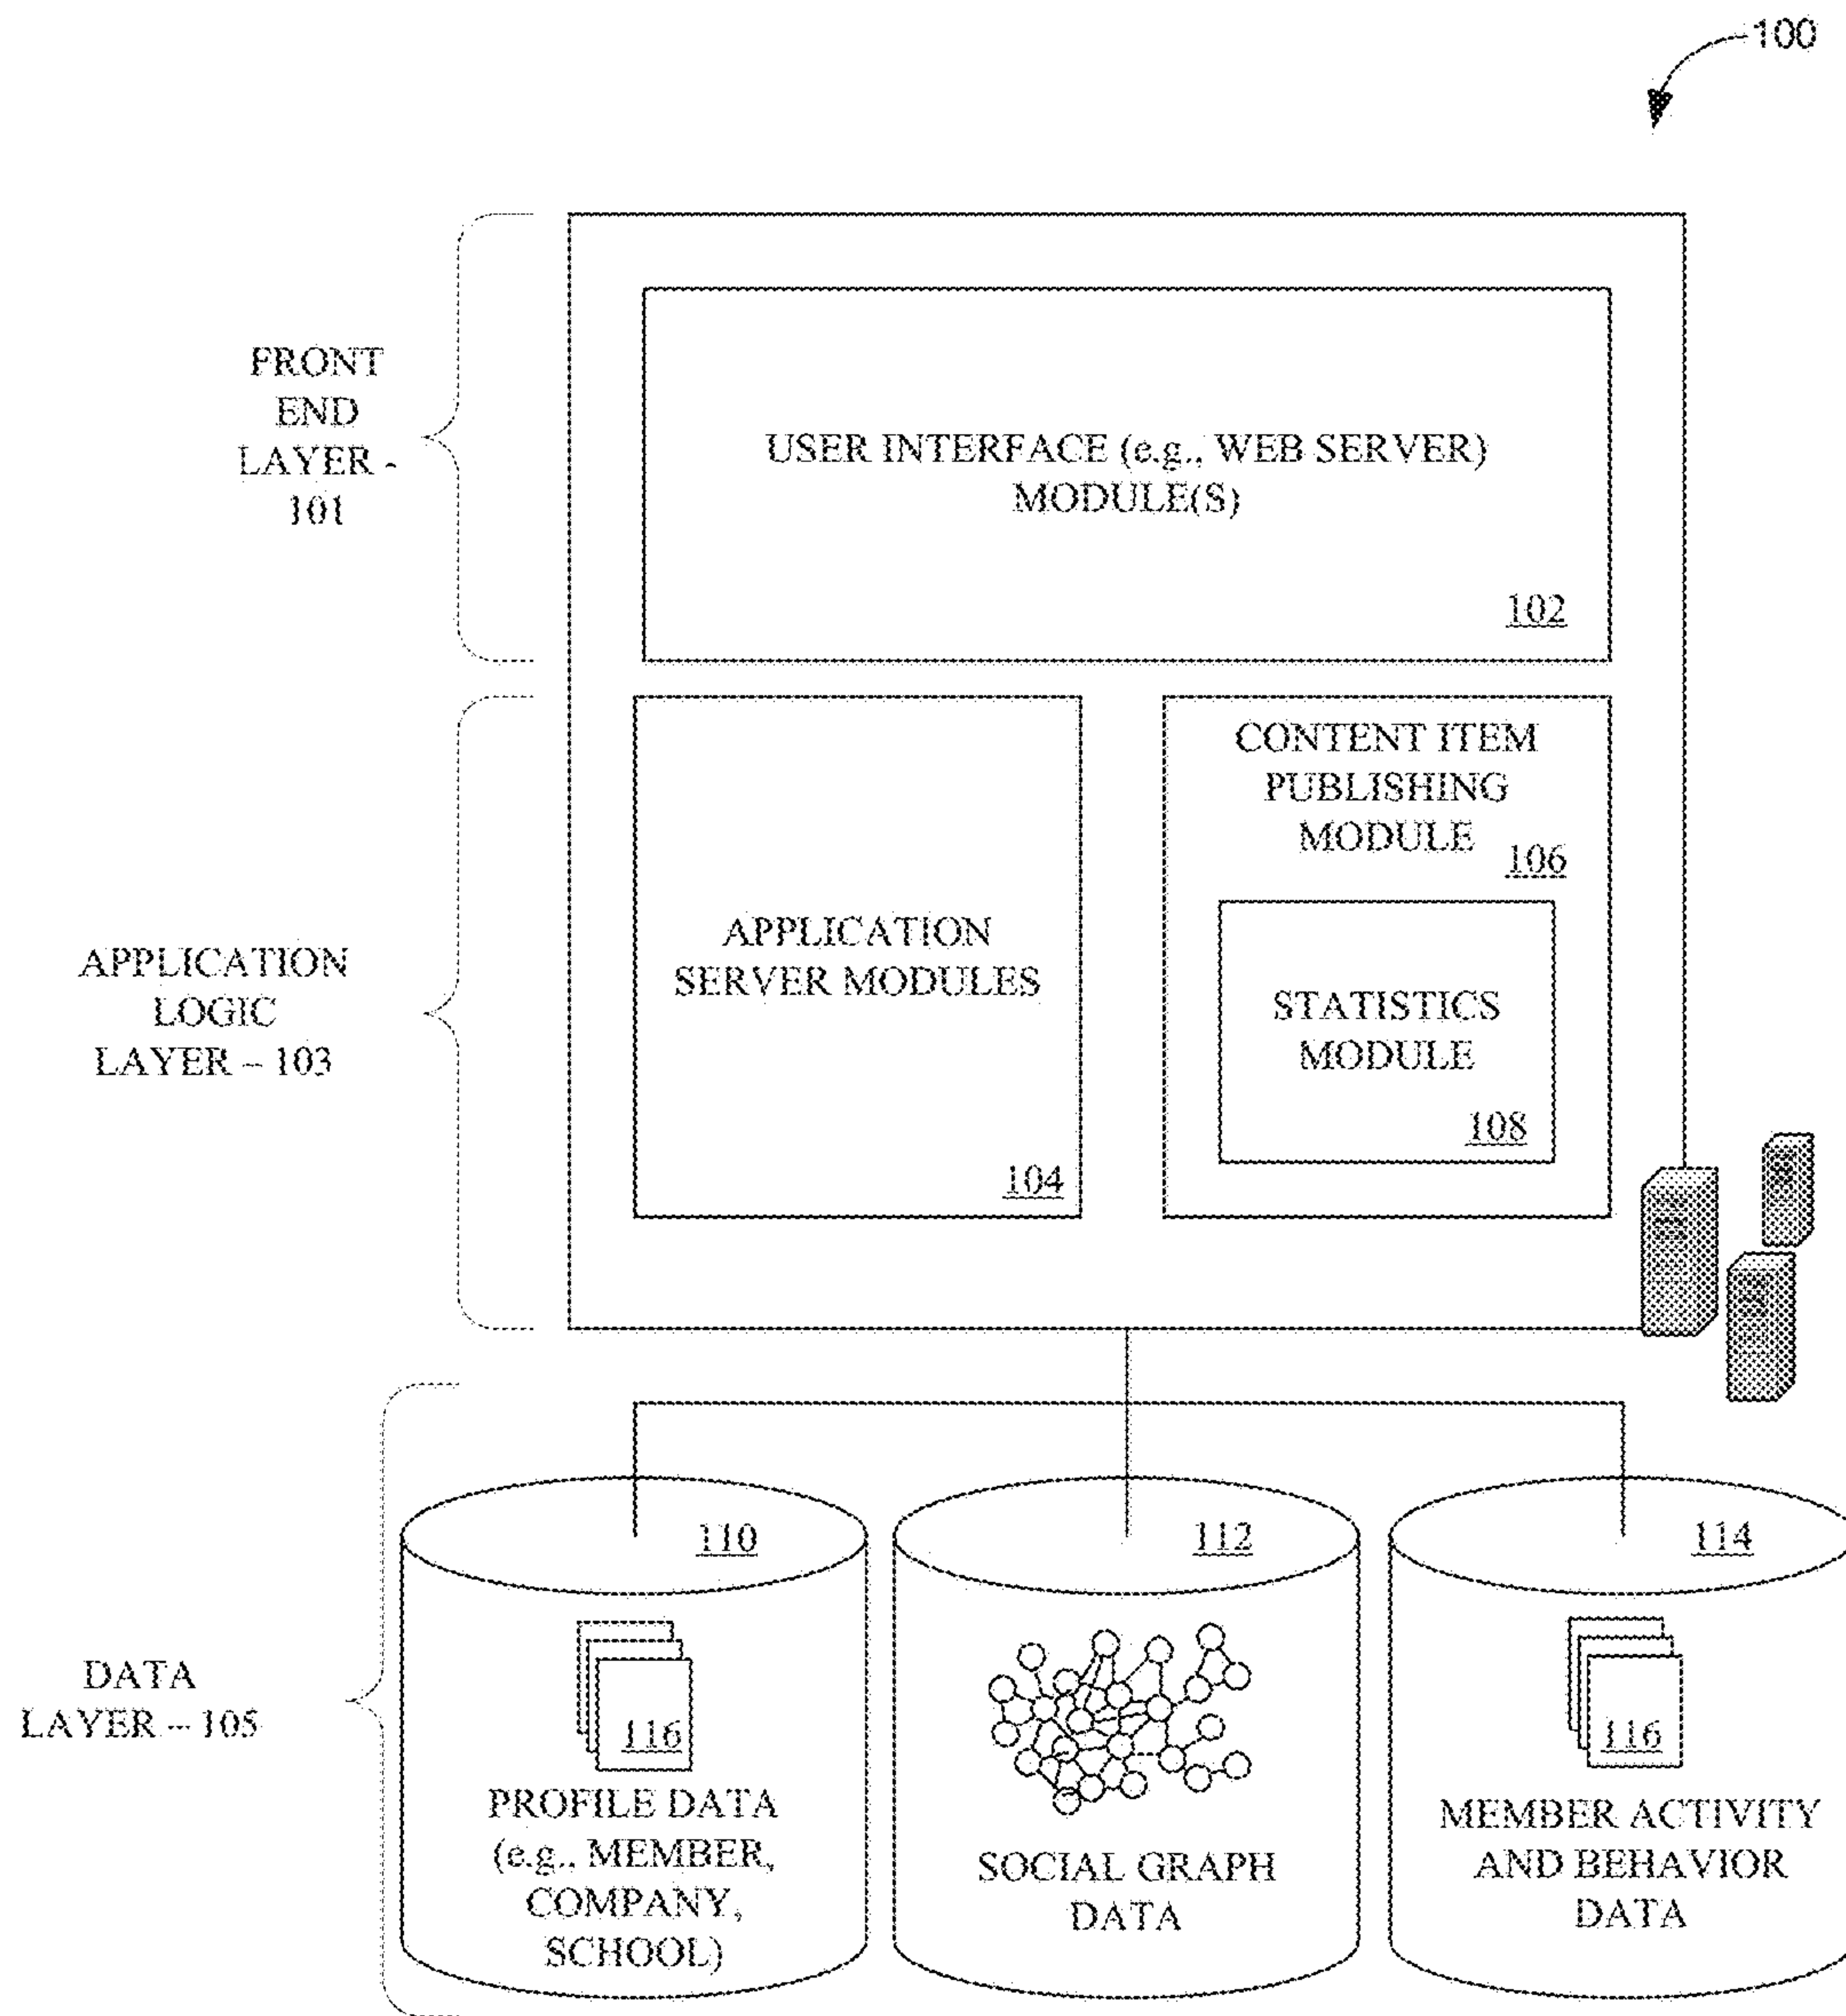 100
FRONT
END
LAYER -
101
USER INTERFACE (e.g., WEB SERVER)
MODULE(S)
102
APPLICATION
LOGIC
LAYER – 103
APPLICATION
SERVER MODULES
104
CONTENT ITEM
PUBLISHING
MODULE
106
STATISTICS
MODULE
108
DATA
LAYER – 105
110
116
PROFILE DATA
(e.g., MEMBER,
COMPANY,
SCHOOL)
112
SOCIAL GRAPH
DATA
114
116
MEMBER ACTIVITY
AND BEHAVIOR
DATA